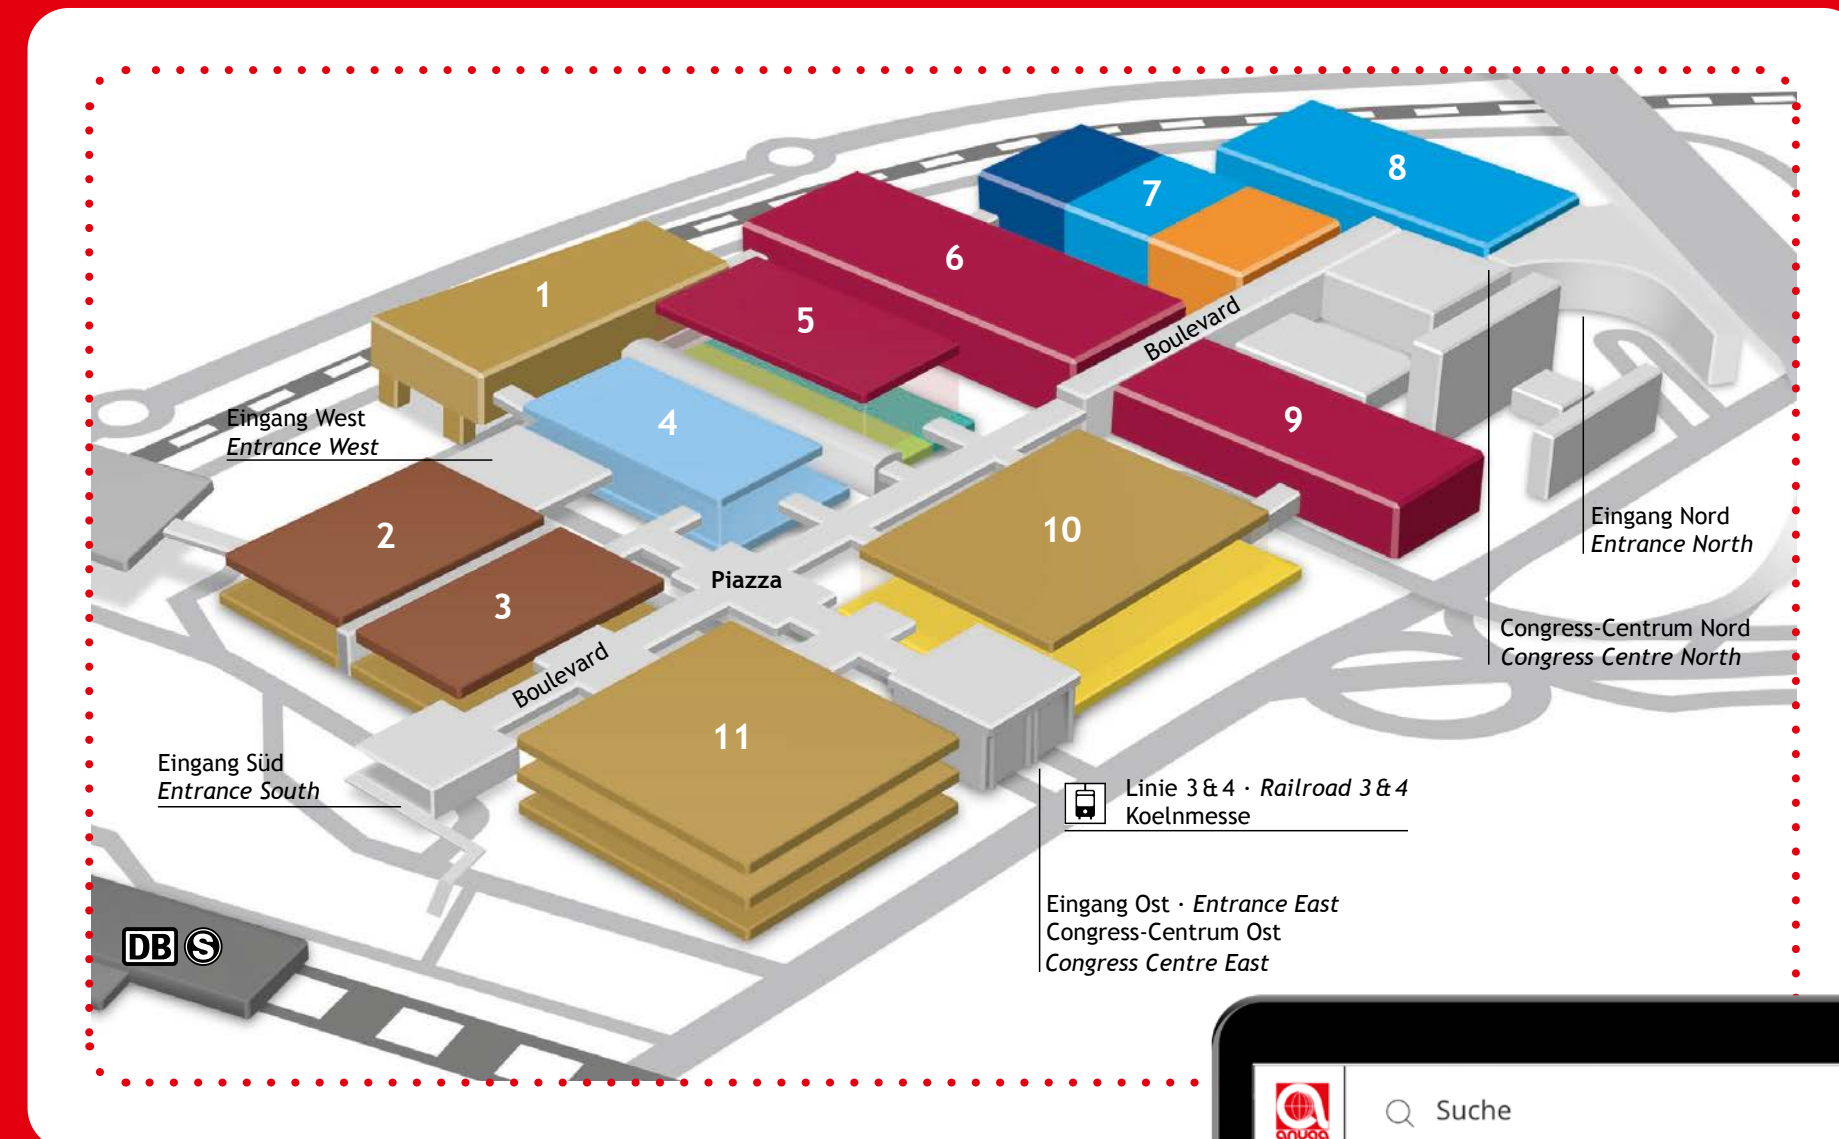 8
7
6
1
5
Boulevard
4
9
Eingang West
Entrance West
2
10
Eingang Nord
Entrance North
Piazza
3
Congress-Centrum Nord
Congress Centre North
Boulevard
11
Eingang Süd
Entrance South
Linie 3 & 4 · Railroad 3 & 4
Koelnmesse
Eingang Ost · Entrance East
Congress-Centrum Ost
Congress Centre East
DB S
Suche
anuga